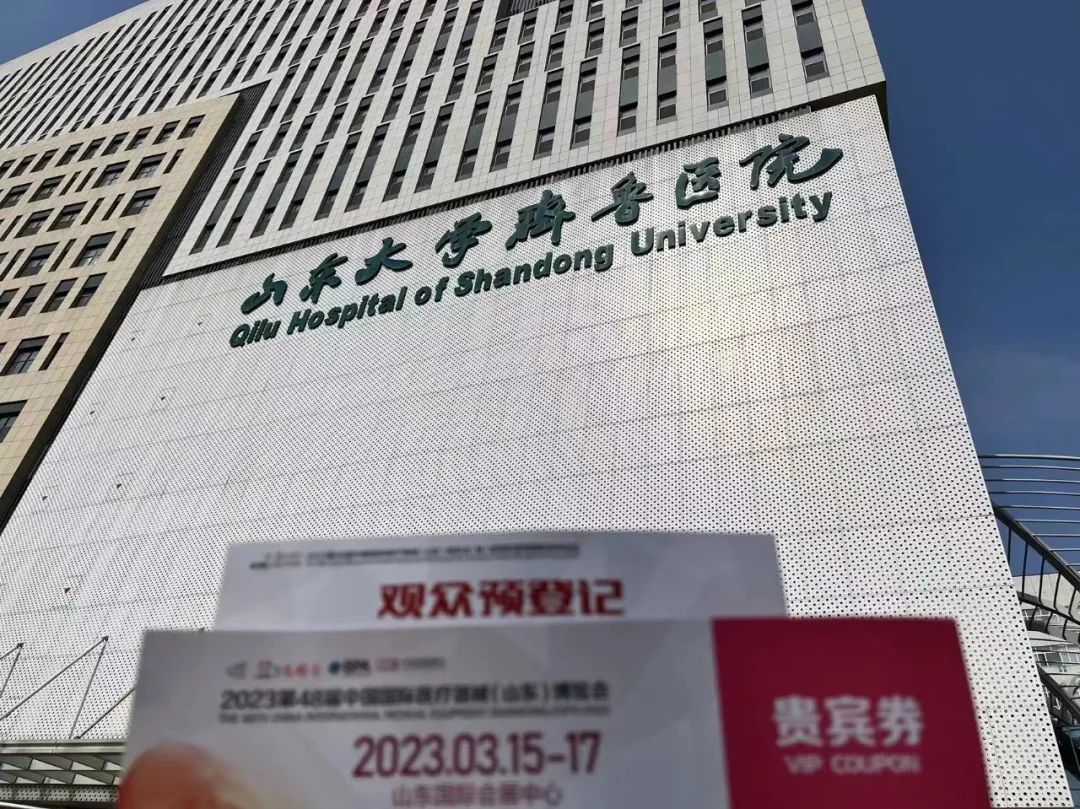 山东大学齊鲁医院
Qilu Hospital of Shandong University
观众预登记
2023第48届中国国际医疗器械(山东)博览会
2023.03.15-17
山东国际会展中心
贵宾券
VIP COUPON